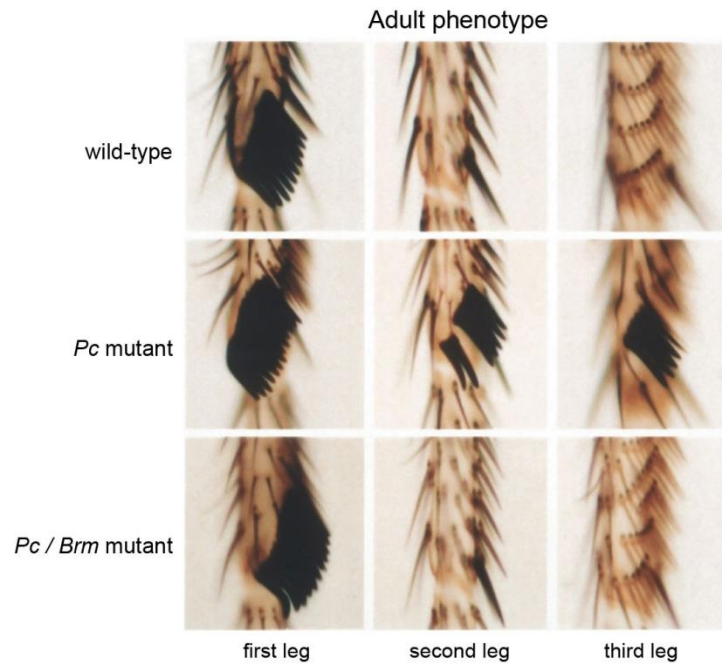 Adult phenotype
wild-type
Pc mutant
Pc / Brm mutant
first leg
second leg
third leg